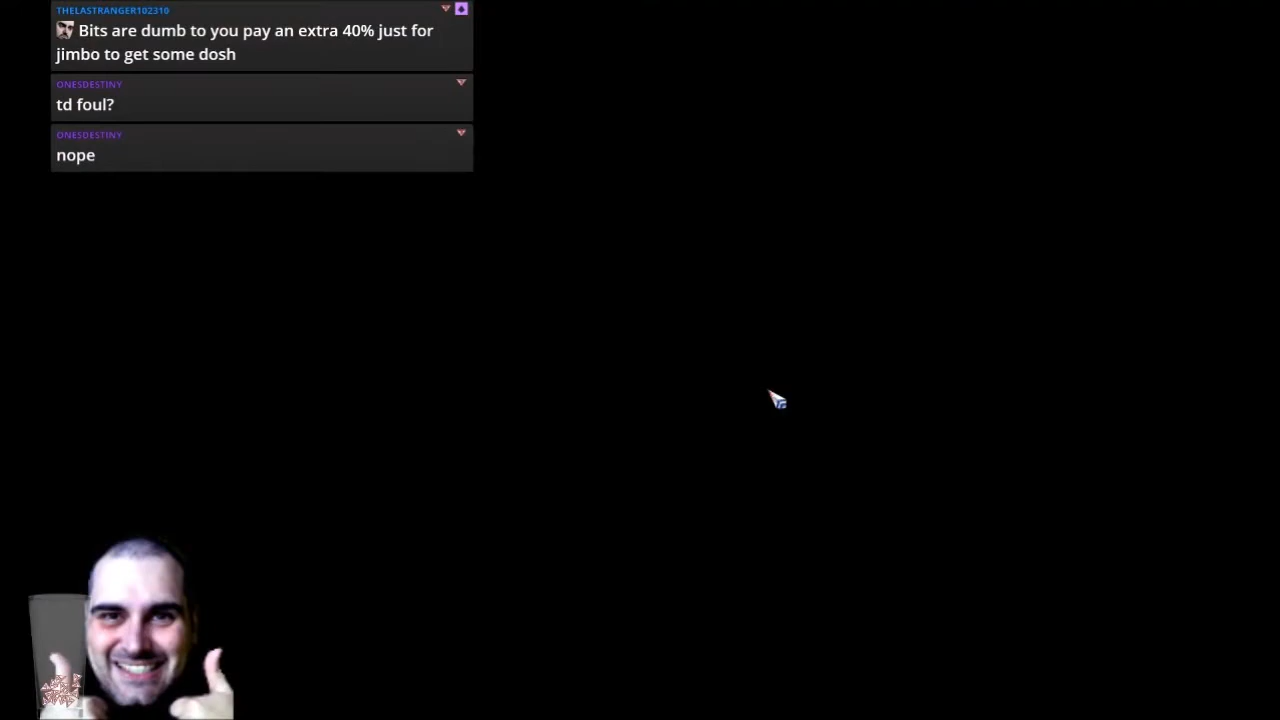 THELASTRANGER102310
Bits are dumb to you pay an extra 40% just for
jimbo to get some dosh
ONESDESTINY
td foul?
ONESDESTINY
nope